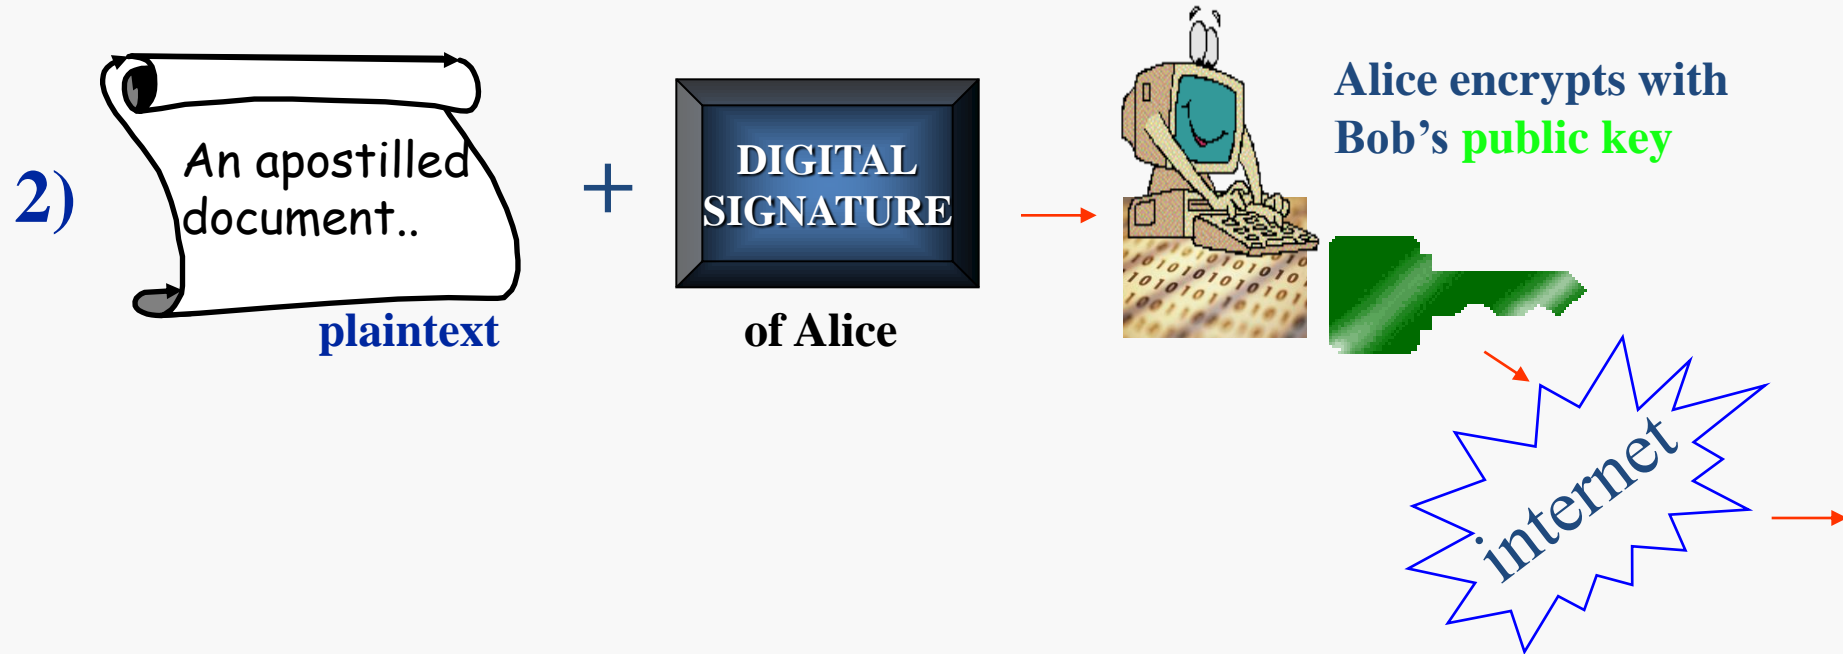 2)
An apostilled
document..
plaintext
+
DIGITAL
SIGNATURE
of Alice
Alice encrypts with
Bob’s public key
internet